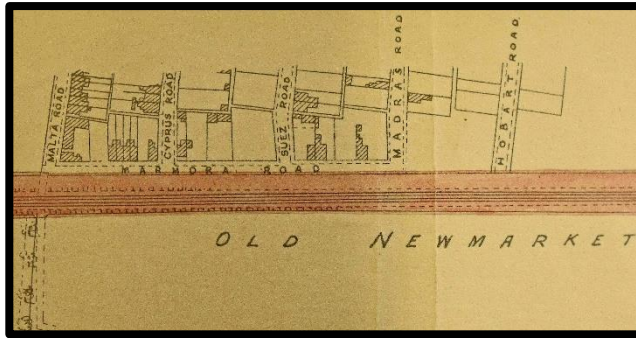 MALTA ROAD
CYPRUS ROAD
SUEZ ROAD
MADRAS ROAD
HOBART ROAD
MARMORA ROAD
OLD NEWMARKET